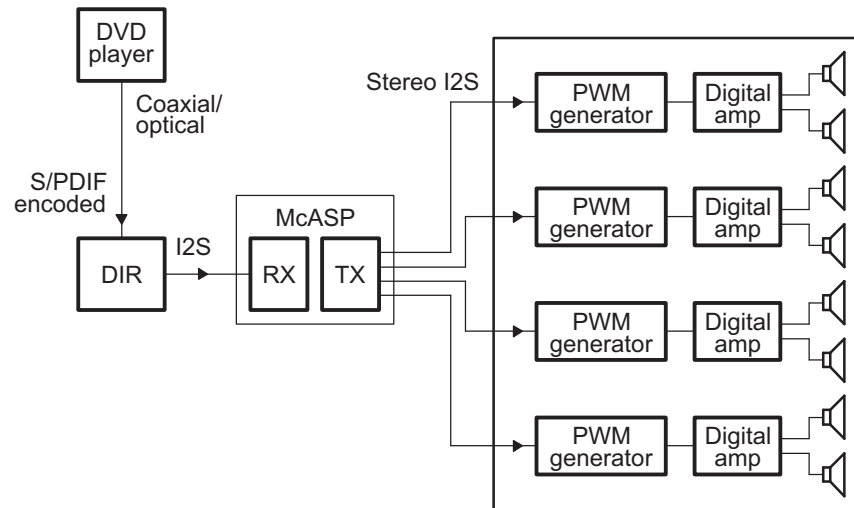 DVD
player
Coaxial/
optical
S/PDIF
encoded
DIR
I2S
McASP
RX
TX
Stereo I2S
PWM
generator
Digital
amp
PWM
generator
Digital
amp
PWM
generator
Digital
amp
PWM
generator
Digital
amp